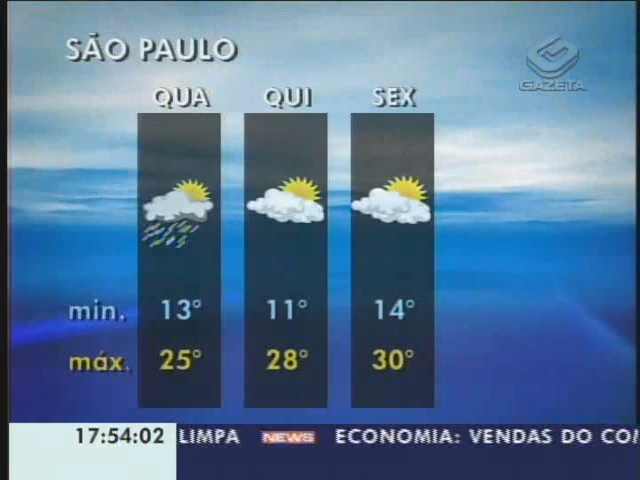 SÃO PAULO
GAZETA
QUA QUI SEX
min. 13° 11° 14°
máx. 25° 28° 30°
17:54:02 LIMPA NEWS ECONOMIA: VENDAS DO COM